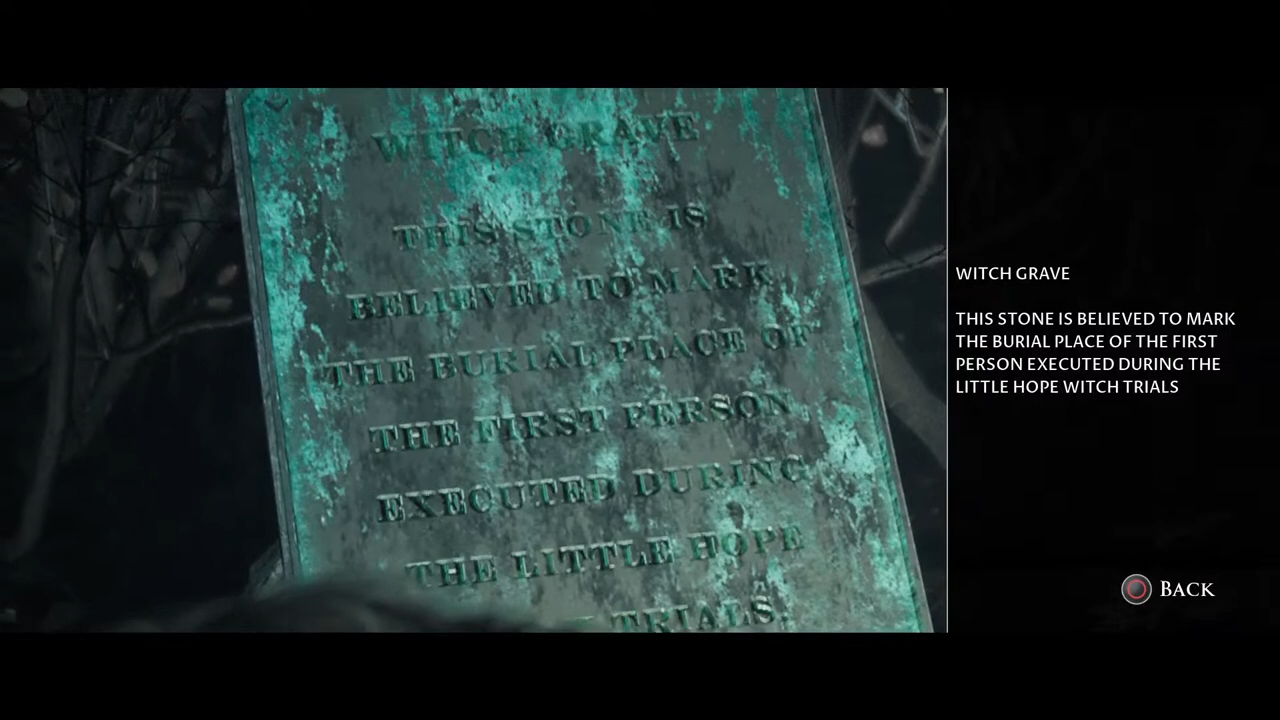 WITCH GRAVE
THIS STONE IS
BELIEVED TO MARK
THE BURIAL PLACE OF
THE FIRST PERSON
EXECUTED DURING
THE LITTLE HOPE
TRIALS,
WITCH GRAVE
THIS STONE IS BELIEVED TO MARK
THE BURIAL PLACE OF THE FIRST
PERSON EXECUTED DURING THE
LITTLE HOPE WITCH TRIALS
BACK